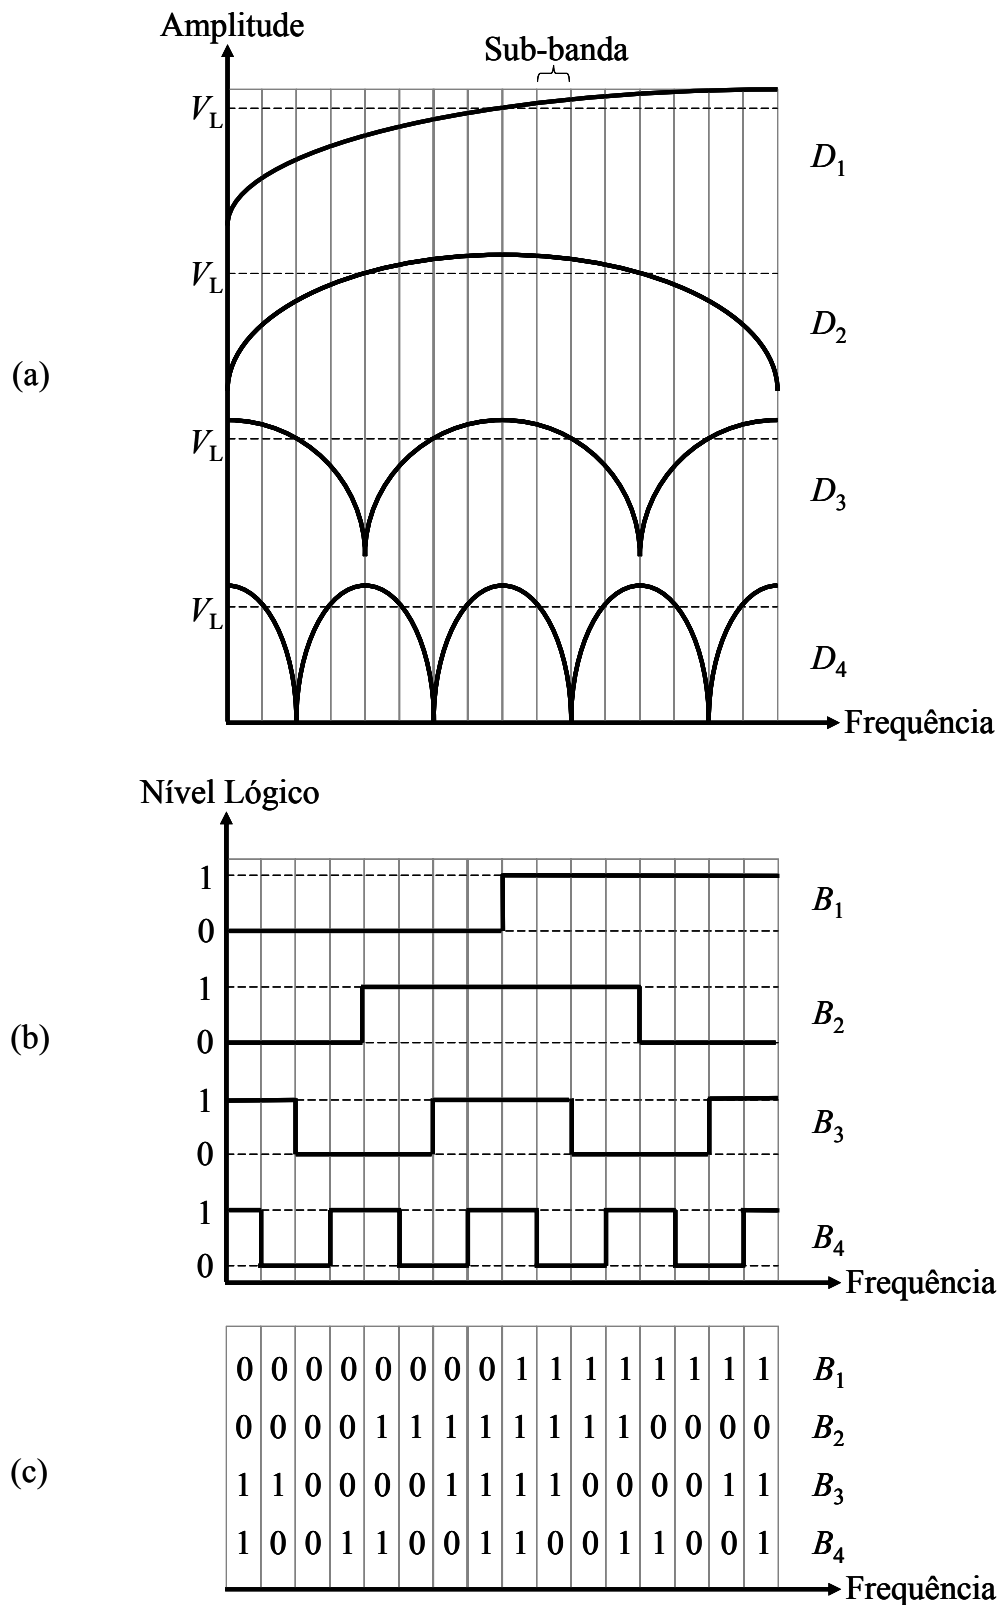 Amplitude
Sub-banda
V_L
D_1
V_L
D_2
(a)
V_L
D_3
V_L
D_4
Frequência
Nível Lógico
1
0
B_1
1
0
B_2
(b)
1
0
B_3
1
0
B_4
Frequência
0 0 0 0 0 0 0 0 1 1 1 1 1 1 1 1 B_1
0 0 0 0 1 1 1 1 1 1 1 1 0 0 0 0 B_2
(c)
1 1 0 0 0 0 1 1 1 1 0 0 0 0 1 1 B_3
1 0 0 1 1 0 0 1 1 0 0 1 1 0 0 1 B_4
Frequência